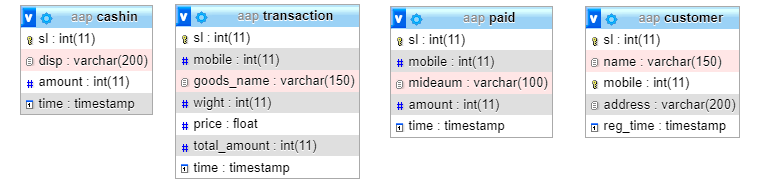 v aap cashin
sl : int(11)
disp : varchar(200)
# amount : int(11)
time : timestamp
v aap transaction
sl : int(11)
# mobile : int(11)
goods_name : varchar(150)
# wight : int(11)
# price : float
# total_amount : int(11)
time : timestamp
v aap paid
sl : int(11)
# mobile : int(11)
mideaum : varchar(100)
# amount : int(11)
time : timestamp
v aap customer
sl : int(11)
name : varchar(150)
mobile : int(11)
address : varchar(200)
reg_time : timestamp